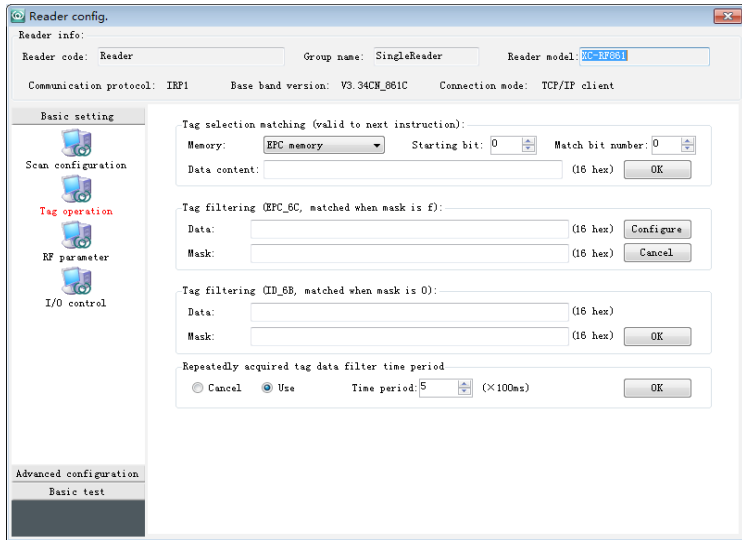 Reader config.
Reader info:
Reader code: Reader Group name: SingleReader Reader model: XC-RF861
Communication protocol: IRP1 Base band version: V3.34CN_861C Connection mode: TCP/IP client
Basic setting
Scan configuration
Tag operation
RF parameter
I/O control
Advanced configuration
Basic test
Tag selection matching (valid to next instruction):
Memory: EPC memory Starting bit: 0 Match bit number: 0
Data content: (16 hex) OK
Tag filtering (EPC_6C, matched when mask is f):
Data: (16 hex) Configure
Mask: (16 hex) Cancel
Tag filtering (ID_6B, matched when mask is 0):
Data: (16 hex)
Mask: (16 hex) OK
Repeatedly acquired tag data filter time period
Cancel Use Time period: 5 (×100ms) OK